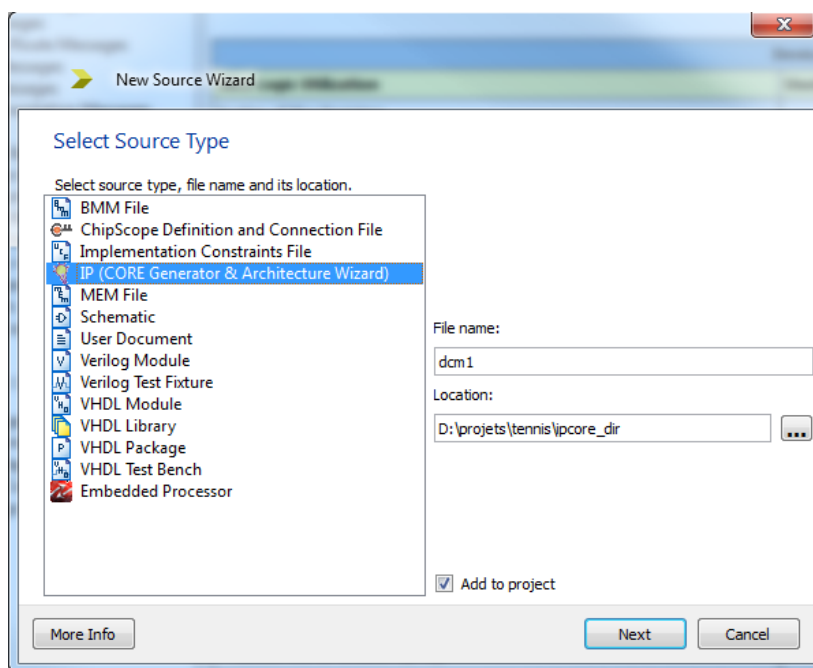 New Source Wizard
Select Source Type
Select source type, file name and its location.
BMM File
ChipScope Definition and Connection File
Implementation Constraints File
IP (CORE Generator & Architecture Wizard)
MEM File
Schematic
User Document
Verilog Module
Verilog Test Fixture
VHDL Module
VHDL Library
VHDL Package
VHDL Test Bench
Embedded Processor
File name:
dcm1
Location:
D:\projets\tennis\ipcore_dir
...
Add to project
More Info
Next
Cancel